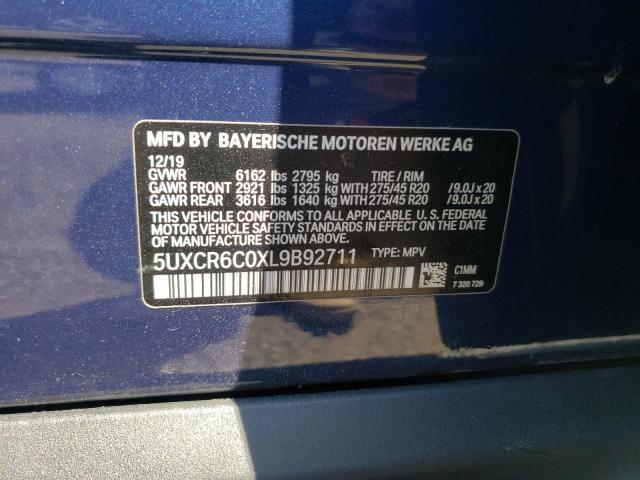 MFD BY BAYERISCHE MOTOREN WERKE AG
12/19
GVWR 6162 lbs 2795 kg TIRE / RIM
GAWR FRONT 2921 lbs 1325 kg WITH 275/45 R20 /9.0J x 20
GAWR REAR 3616 lbs 1640 kg WITH 275/45 R20 /9.0J x 20
THIS VEHICLE CONFORMS TO ALL APPLICABLE U. S. FEDERAL
MOTOR VEHICLE SAFETY STANDARDS IN EFFECT ON THE DATE
OF MANUFACTURE SHOWN ABOVE.
5UXCR6C0XL9B92711 TYPE: MPV
C1MM
7 320 729